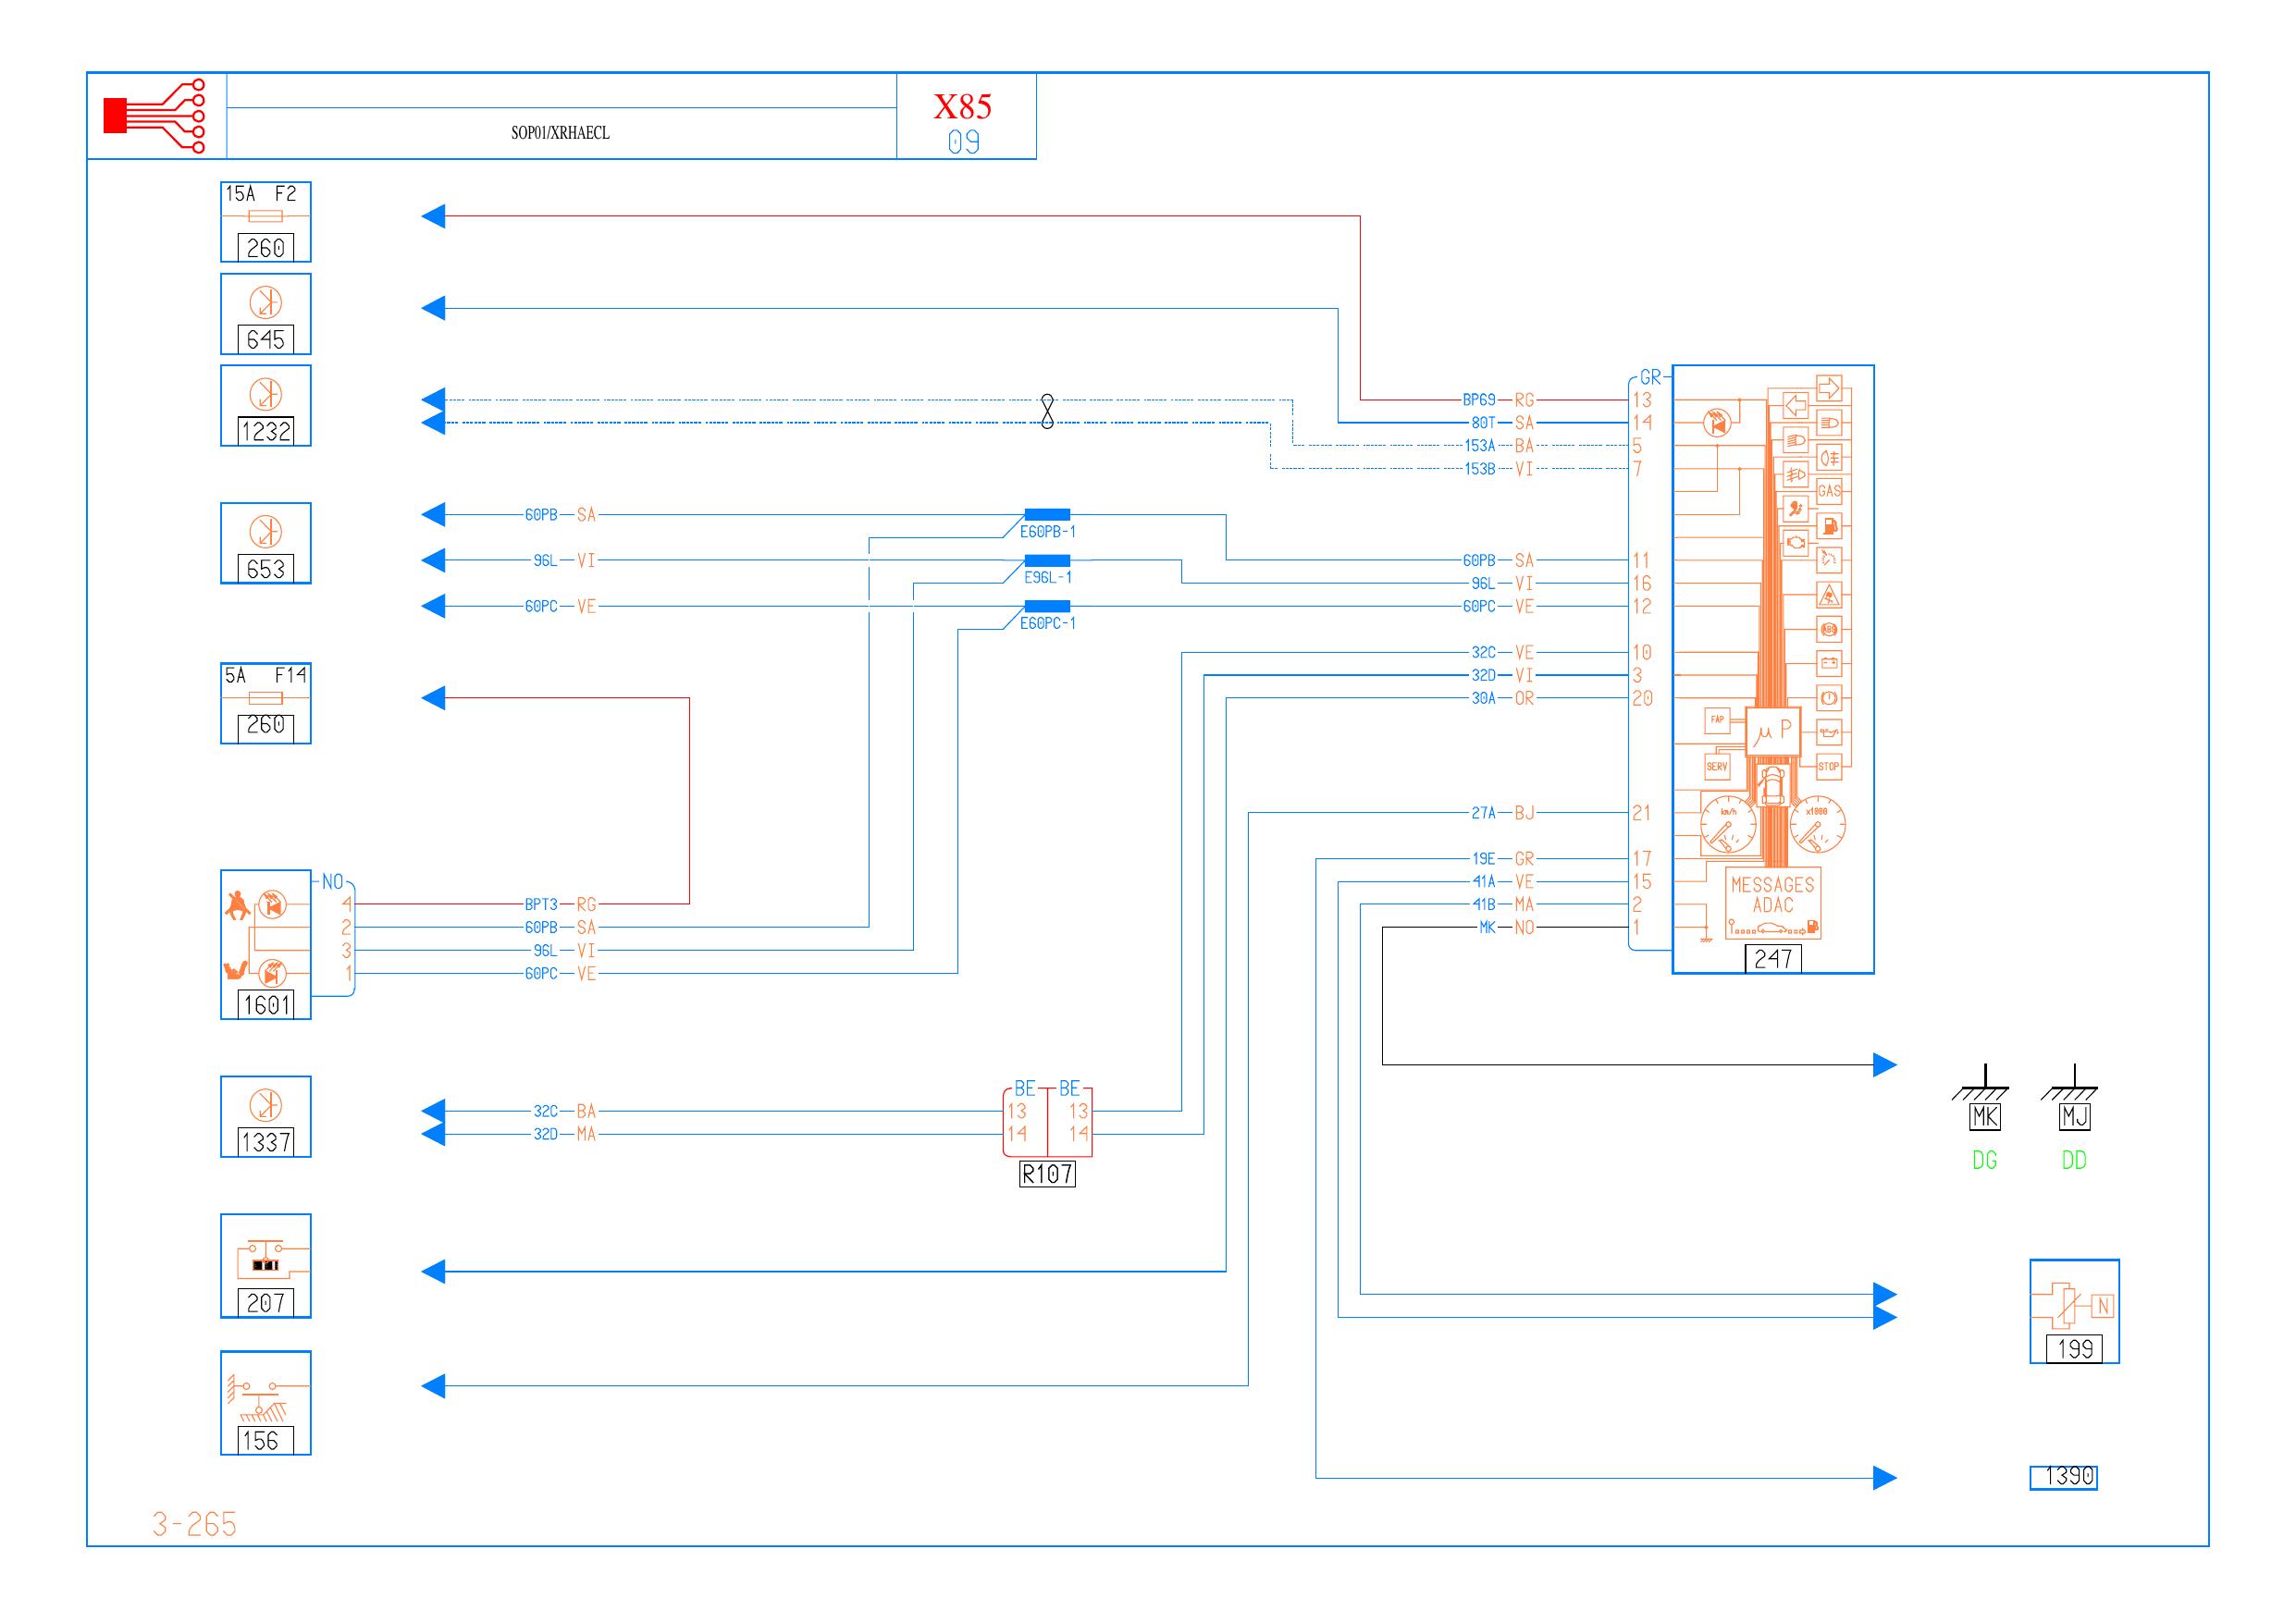 SOP01/XRHAECL
X85
09
15A F2
260
645
1232
653
5A F14
260
1601
1337
207
156
NO
4 BPT3 RG
2 60PB SA
3 96L VI
1 60PC VE
60PB SA
E60PB-1
96L VI
E96L-1
60PC VE
E60PC-1
32C BA
32D MA
BE BE
13 13
14 14
R107
GR
BP69 RG 13
80T SA 14
153A BA 5
153B VI 7
60PB SA 11
96L VI 16
60PC VE 12
32C VE 10
32D VI 3
30A OR 20
27A BJ 21
19E GR 17
41A VE 15
41B MA 2
MK NO 1
GAS
ABS
FAP
µP
SERV
STOP
km/h
x1000
MESSAGES
ADAC
247
MK
MJ
DG
DD
N
199
1390
3-265